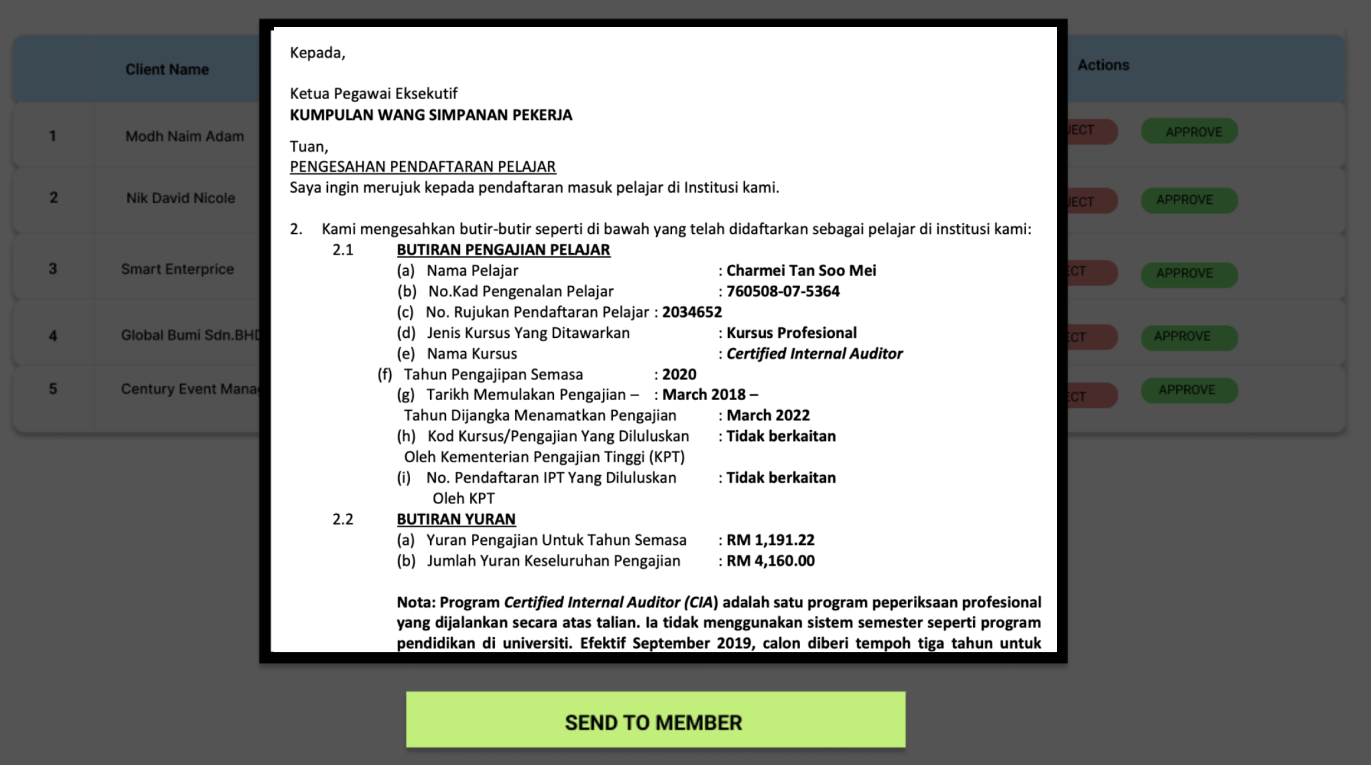 Client Name
Actions
1 Modh Naim Adam APPROVE
2 Nik David Nicole APPROVE
3 Smart Enterprice APPROVE
4 Global Bumi Sdn.BHD APPROVE
5 Century Event APPROVE
Kepada,
Ketua Pegawai Eksekutif
KUMPULAN WANG SIMPANAN PEKERJA
Tuan,
PENGESAHAN PENDAFTARAN PELAJAR
Saya ingin merujuk kepada pendaftaran masuk pelajar di Institusi kami.
2. Kami mengesahkan butir-butir seperti di bawah yang telah didaftarkan sebagai pelajar di institusi kami:
2.1 BUTIRAN PENGAJIAN PELAJAR
(a) Nama Pelajar : Charmei Tan Soo Mei
(b) No.Kad Pengenalan Pelajar : 760508-07-5364
(c) No. Rujukan Pendaftaran Pelajar : 2034652
(d) Jenis Kursus Yang Ditawarkan : Kursus Profesional
(e) Nama Kursus : Certified Internal Auditor
(f) Tahun Pengajipan Semasa : 2020
(g) Tarikh Memulakan Pengajian – : March 2018 –
Tahun Dijangka Menamatkan Pengajian : March 2022
(h) Kod Kursus/Pengajian Yang Diluluskan : Tidak berkaitan
Oleh Kementerian Pengajian Tinggi (KPT)
(i) No. Pendaftaran IPT Yang Diluluskan : Tidak berkaitan
Oleh KPT
2.2 BUTIRAN YURAN
(a) Yuran Pengajian Untuk Tahun Semasa : RM 1,191.22
(b) Jumlah Yuran Keseluruhan Pengajian : RM 4,160.00
Nota: Program Certified Internal Auditor (CIA) adalah satu program peperiksaan profesional
yang dijalankan secara atas talian. Ia tidak menggunakan sistem semester seperti program
pendidikan di universiti. Efektif September 2019, calon diberi tempoh tiga tahun untuk
SEND TO MEMBER